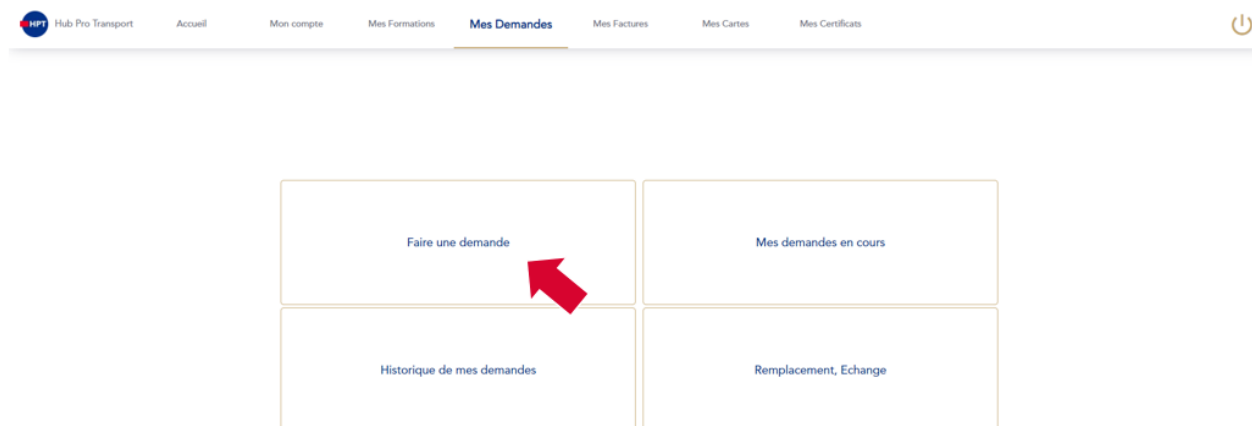 HPT Hub Pro Transport Accueil Mon compte Mes Formations Mes Demandes Mes Factures Mes Cartes Mes Certificats
Faire une demande Mes demandes en cours
Historique de mes demandes Remplacement, Echange